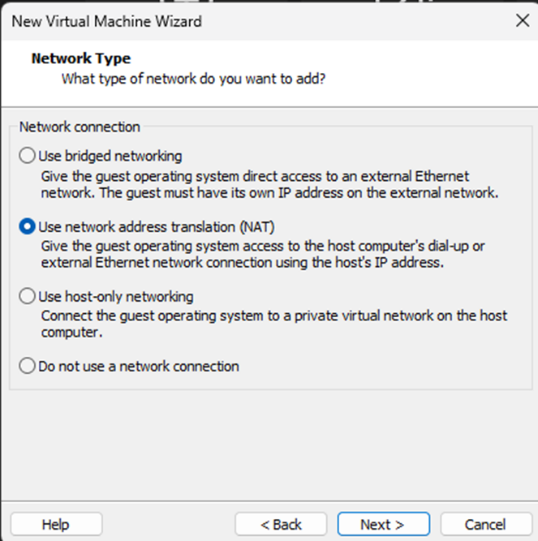 New Virtual Machine Wizard
Network Type
What type of network do you want to add?
Network connection
Use bridged networking
Give the guest operating system direct access to an external Ethernet
network. The guest must have its own IP address on the external network.
Use network address translation (NAT)
Give the guest operating system access to the host computer's dial-up or
external Ethernet network connection using the host's IP address.
Use host-only networking
Connect the guest operating system to a private virtual network on the host
computer.
Do not use a network connection
Help
< Back
Next >
Cancel